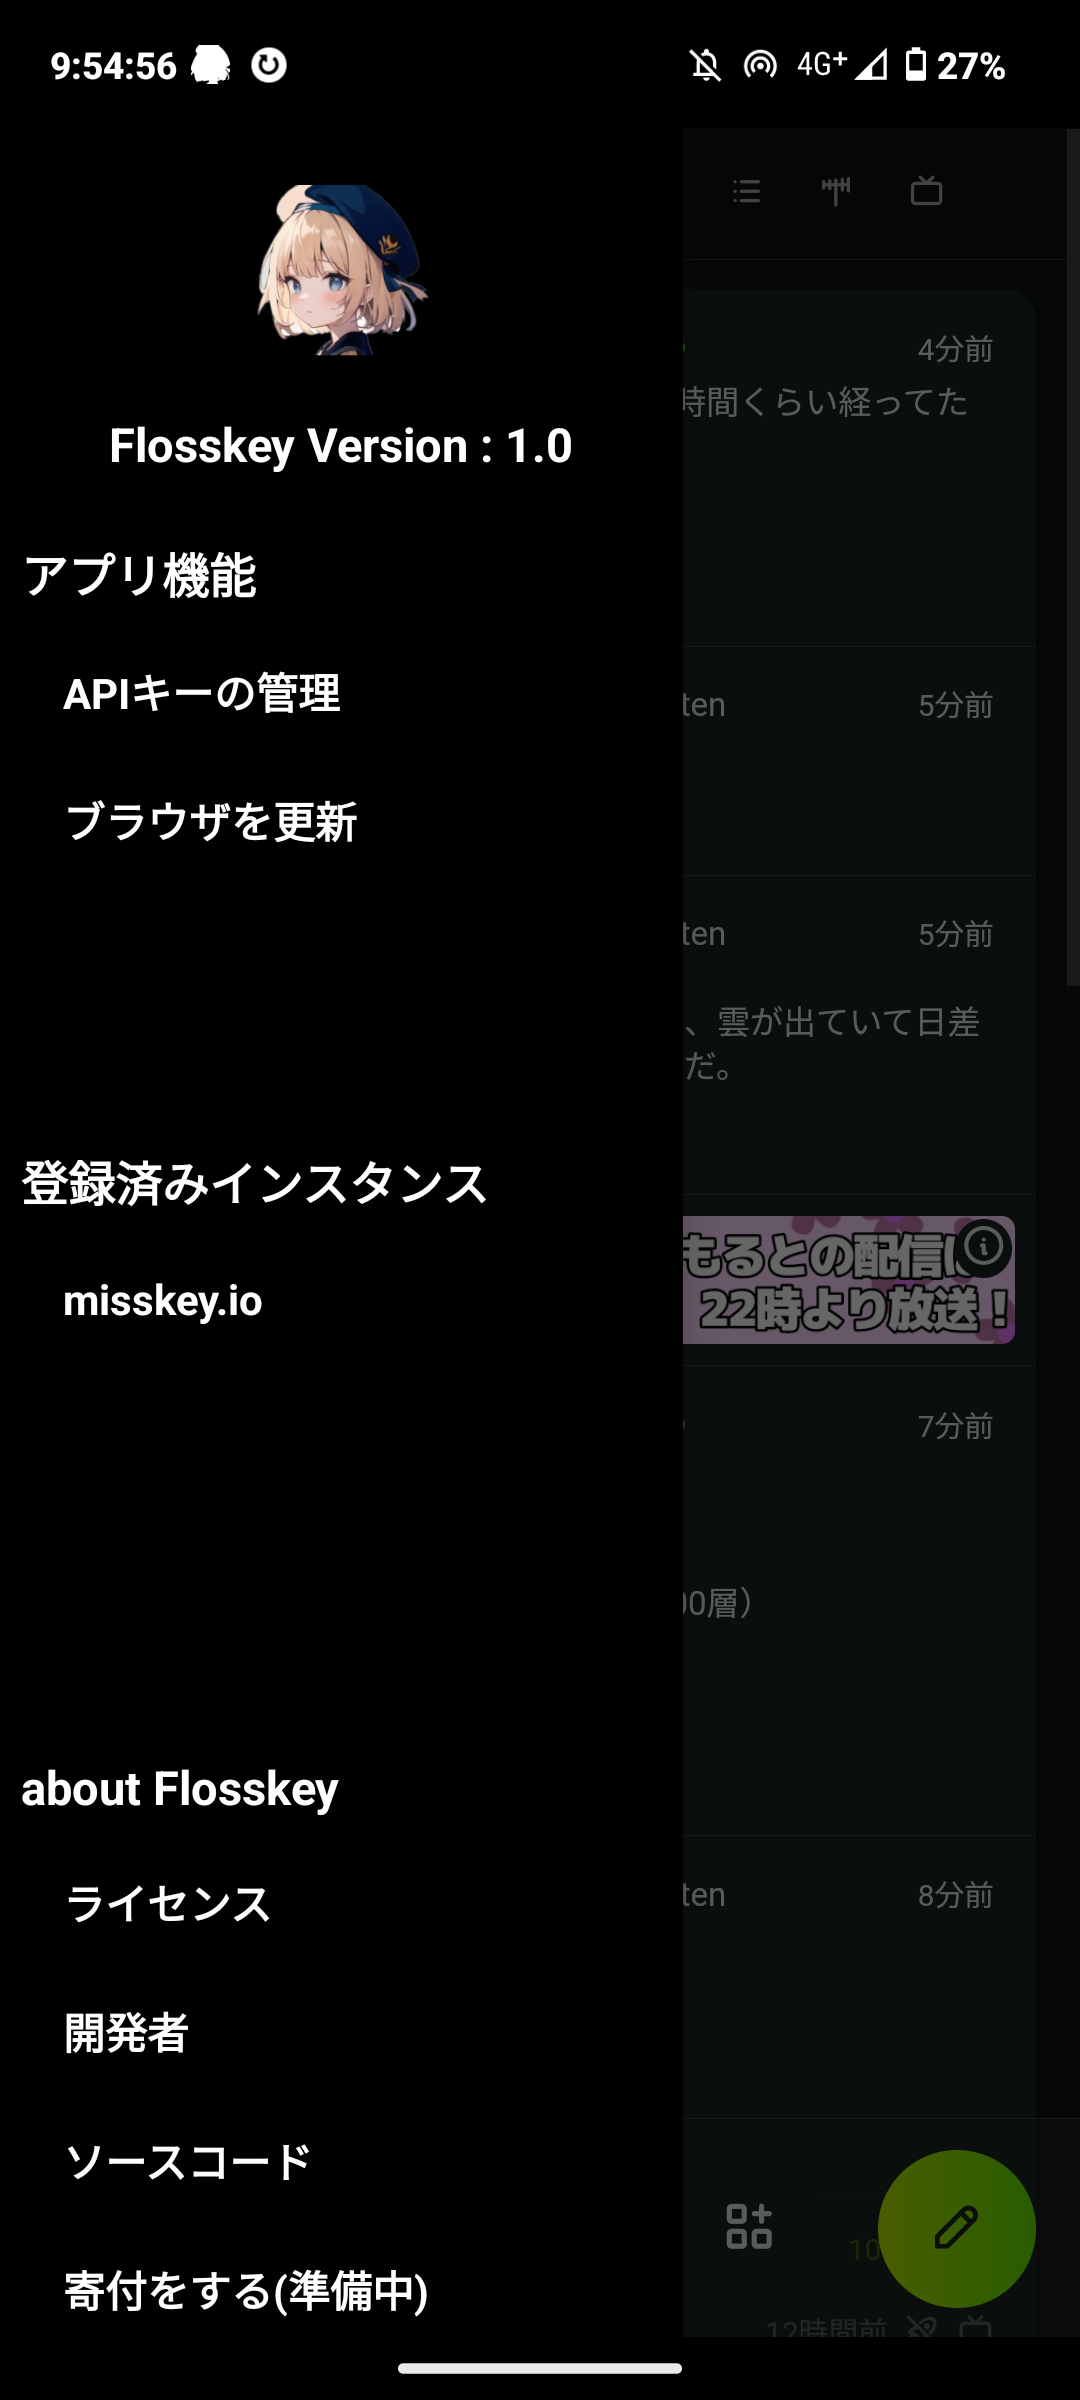 9:54:56
4G+
27%
Flosskey Version : 1.0
アプリ機能
APIキーの管理
ブラウザを更新
登録済みインスタンス
misskey.io
about Flosskey
ライセンス
開発者
ソースコード
寄付をする(準備中)
4分前
時間くらい経ってた
ten
5分前
ten
5分前
、雲が出ていて日差
だ。
もるとの配信に
22時より放送！
7分前
00層）
ten
8分前
10
12時間前